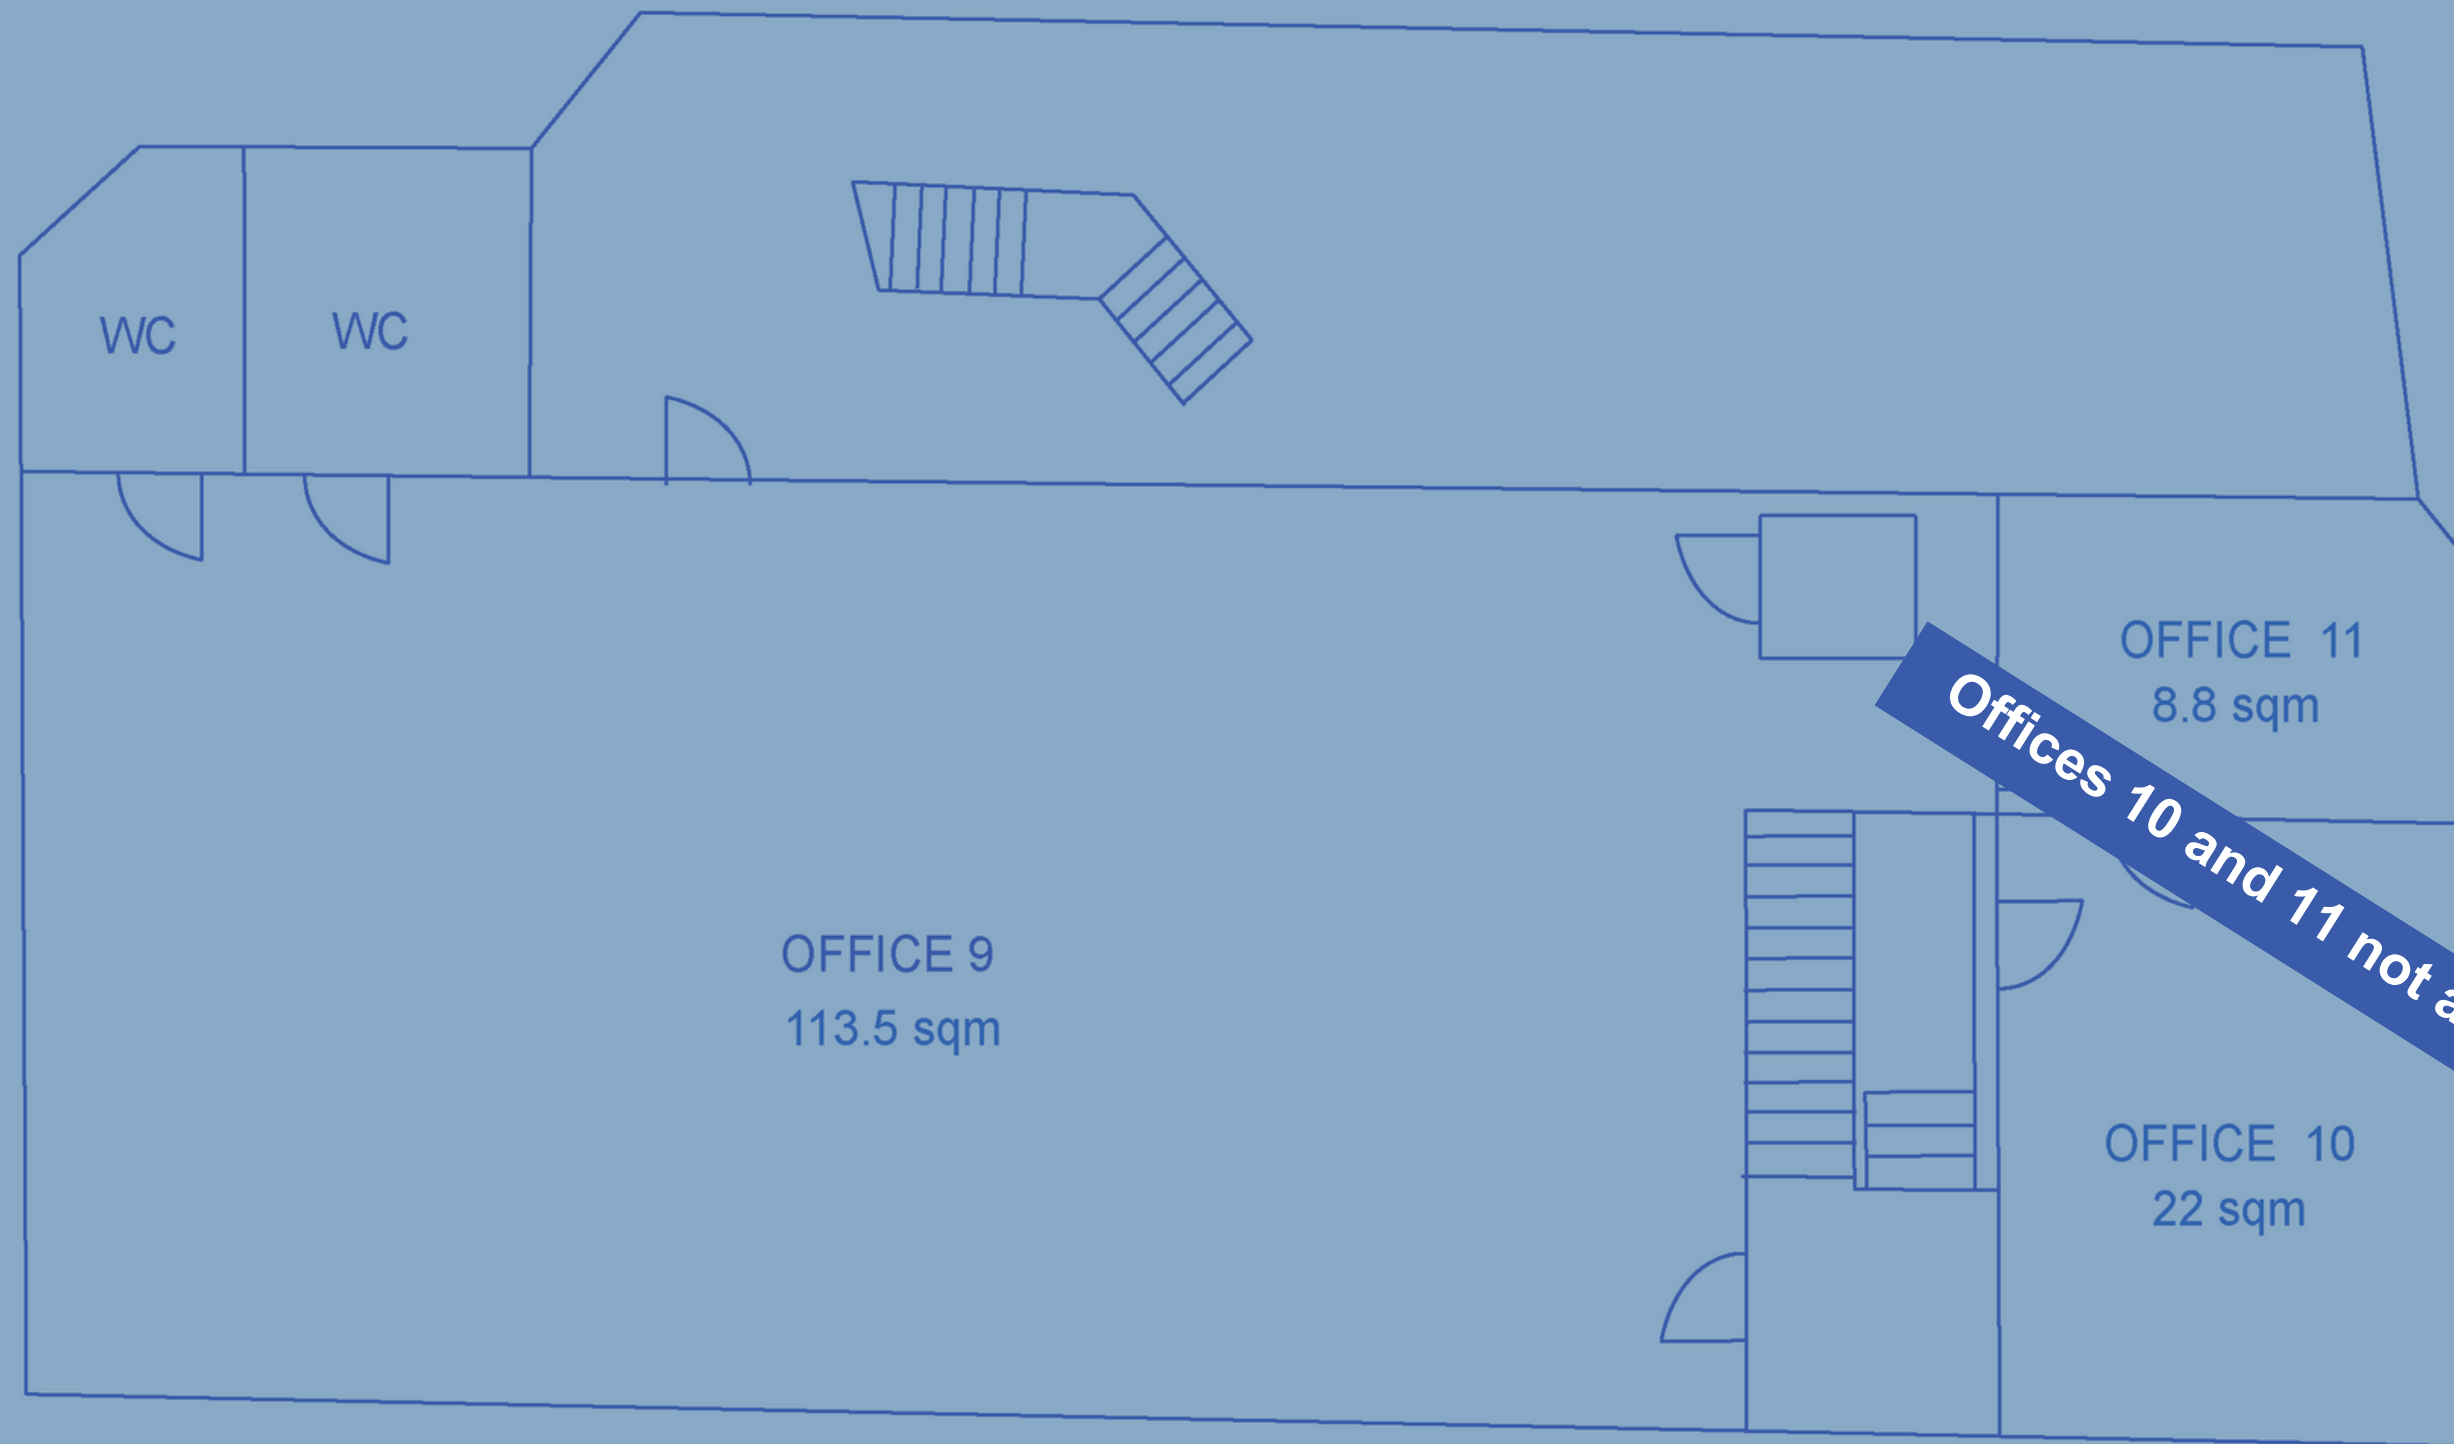 WC
WC
OFFICE 11
8.8 sqm
Offices 10 and 11 not
OFFICE 9
113.5 sqm
OFFICE 10
22 sqm